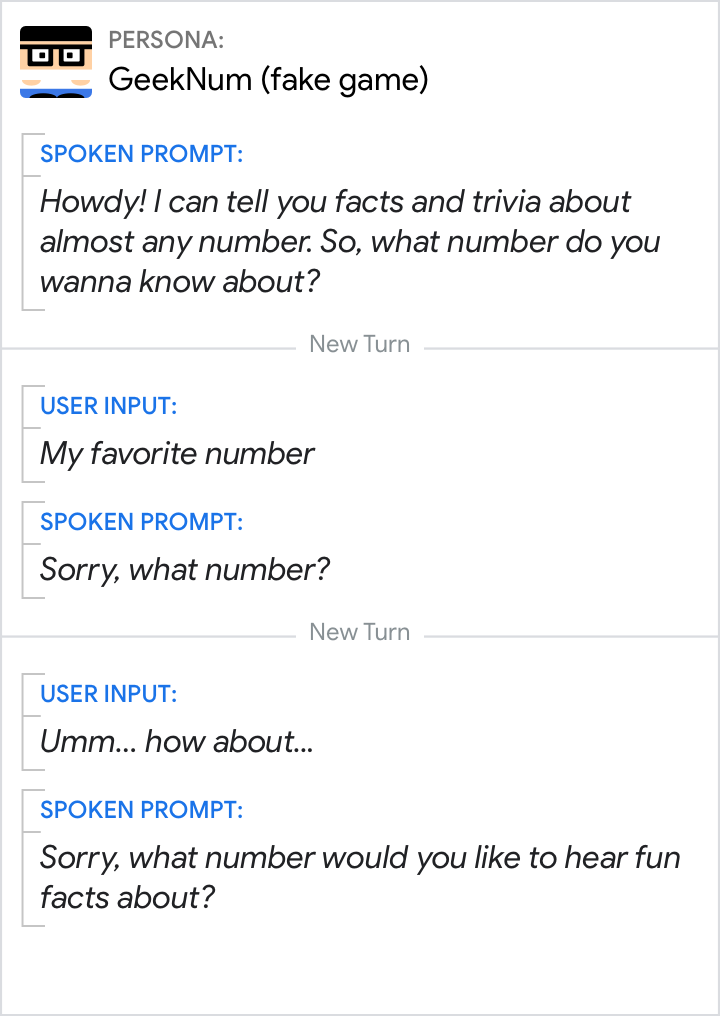 PERSONA:
GeekNum (fake game)
SPOKEN PROMPT:
Howdy! I can tell you facts and trivia about
almost any number. So, what number do you
wanna know about?
New Turn
USER INPUT:
My favorite number
SPOKEN PROMPT:
Sorry, what number?
New Turn
USER INPUT:
Umm... how about...
SPOKEN PROMPT:
Sorry, what number would you like to hear fun
facts about?